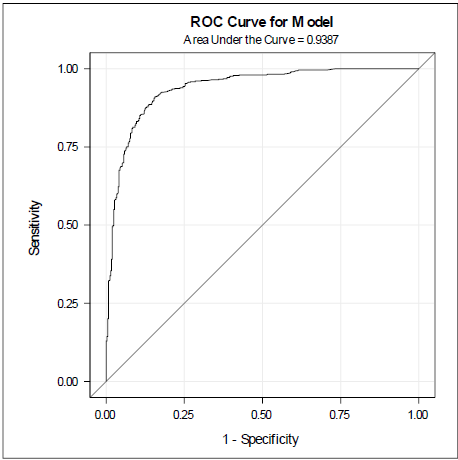 ROC Curve for Model
Area Under the Curve = 0.9387
1.00
0.75
0.50
0.25
0.00
Sensitivity
0.00 0.25 0.50 0.75 1.00
1 - Specificity